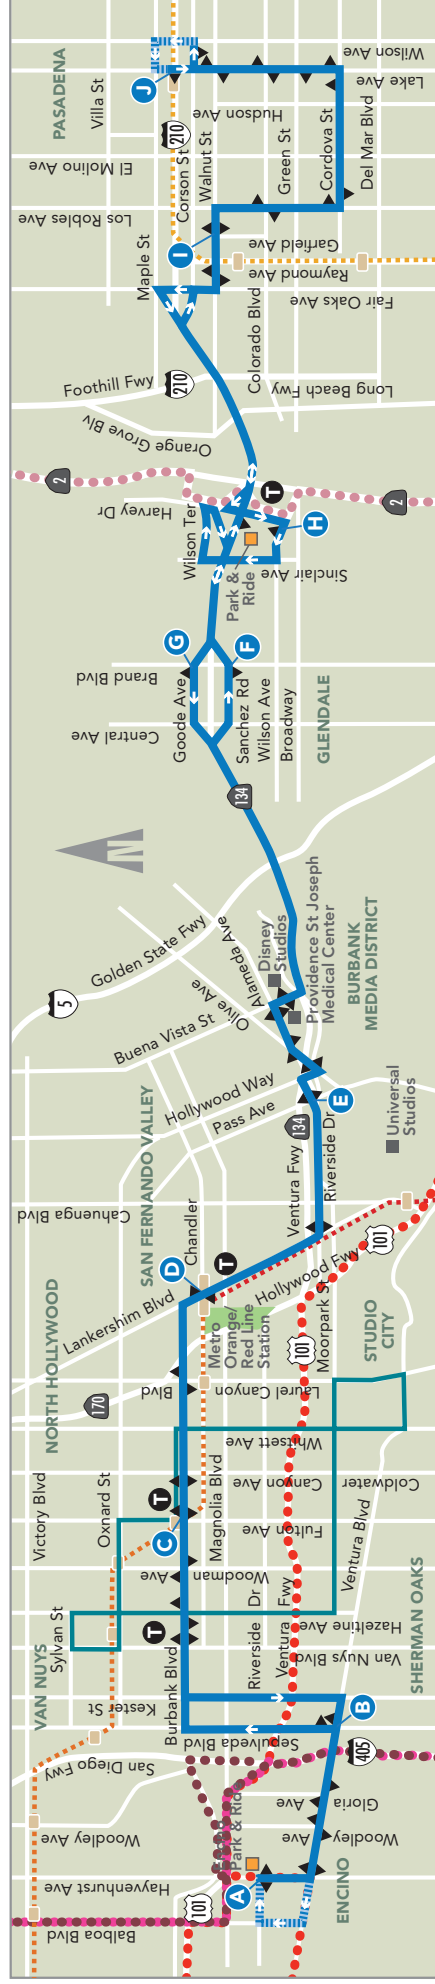 PASADENA
Villa St
El Molino Ave
Los Robles Ave
Maple St
210
Corson St
Walnut St
Hudson Ave
Green St
Cordova St
Del Mar Blvd
Lake Ave
Wilson Ave
J
I
Garfield Ave
Raymond Ave
Fair Oaks Ave
Colorado Blvd
Foothill Fwy
210
Long Beach Fwy
Orange Grove Blv
2
2
Harvey Dr
Wilson Ter
T
H
Park &
Ride
Sinclair Ave
G
F
Brand Blvd
Central Ave
Goode Ave
Sanchez Rd
Wilson Ave
Broadway
GLENDALE
134
N
Golden State Fwy
5
Alameda Ave
Olive Ave
Disney
Studios
Providence St Joseph
Medical Center
BURBANK
MEDIA DISTRICT
Buena Vista St
Hollywood Way
Pass Ave
E
134
Universal
Studios
Riverside Dr
Ventura Fwy
SAN FERNANDO VALLEY
Cahuenga Blvd
Chandler
D
T
Lankershim Blvd
Hollywood Fwy
101
NORTH HOLLYWOOD
170
Metro
Orange/
Red Line
Station
101
Moorpark St
STUDIO
CITY
Laurel Canyon
Blvd
Whitsett Ave
Victory Blvd
Oxnard St
T
C
Magnolia Blvd
Coldwater
Canyon Ave
Fulton Ave
Woodman
Ave
Ventura Blvd
Sylvan St
VAN NUYS
T
Burbank Blvd
Riverside
Dr
Ventura
Fwy
Hazeltine Ave
Van Nuys Blvd
SHERMAN OAKS
Kester St
B
Sepulveda Blvd
San Diego Fwy
405
Gloria Ave
Woodley Ave
Woodley Ave
Park & Ride
Hayvenhurst Ave
A
101
ENCINO
Balboa Blvd